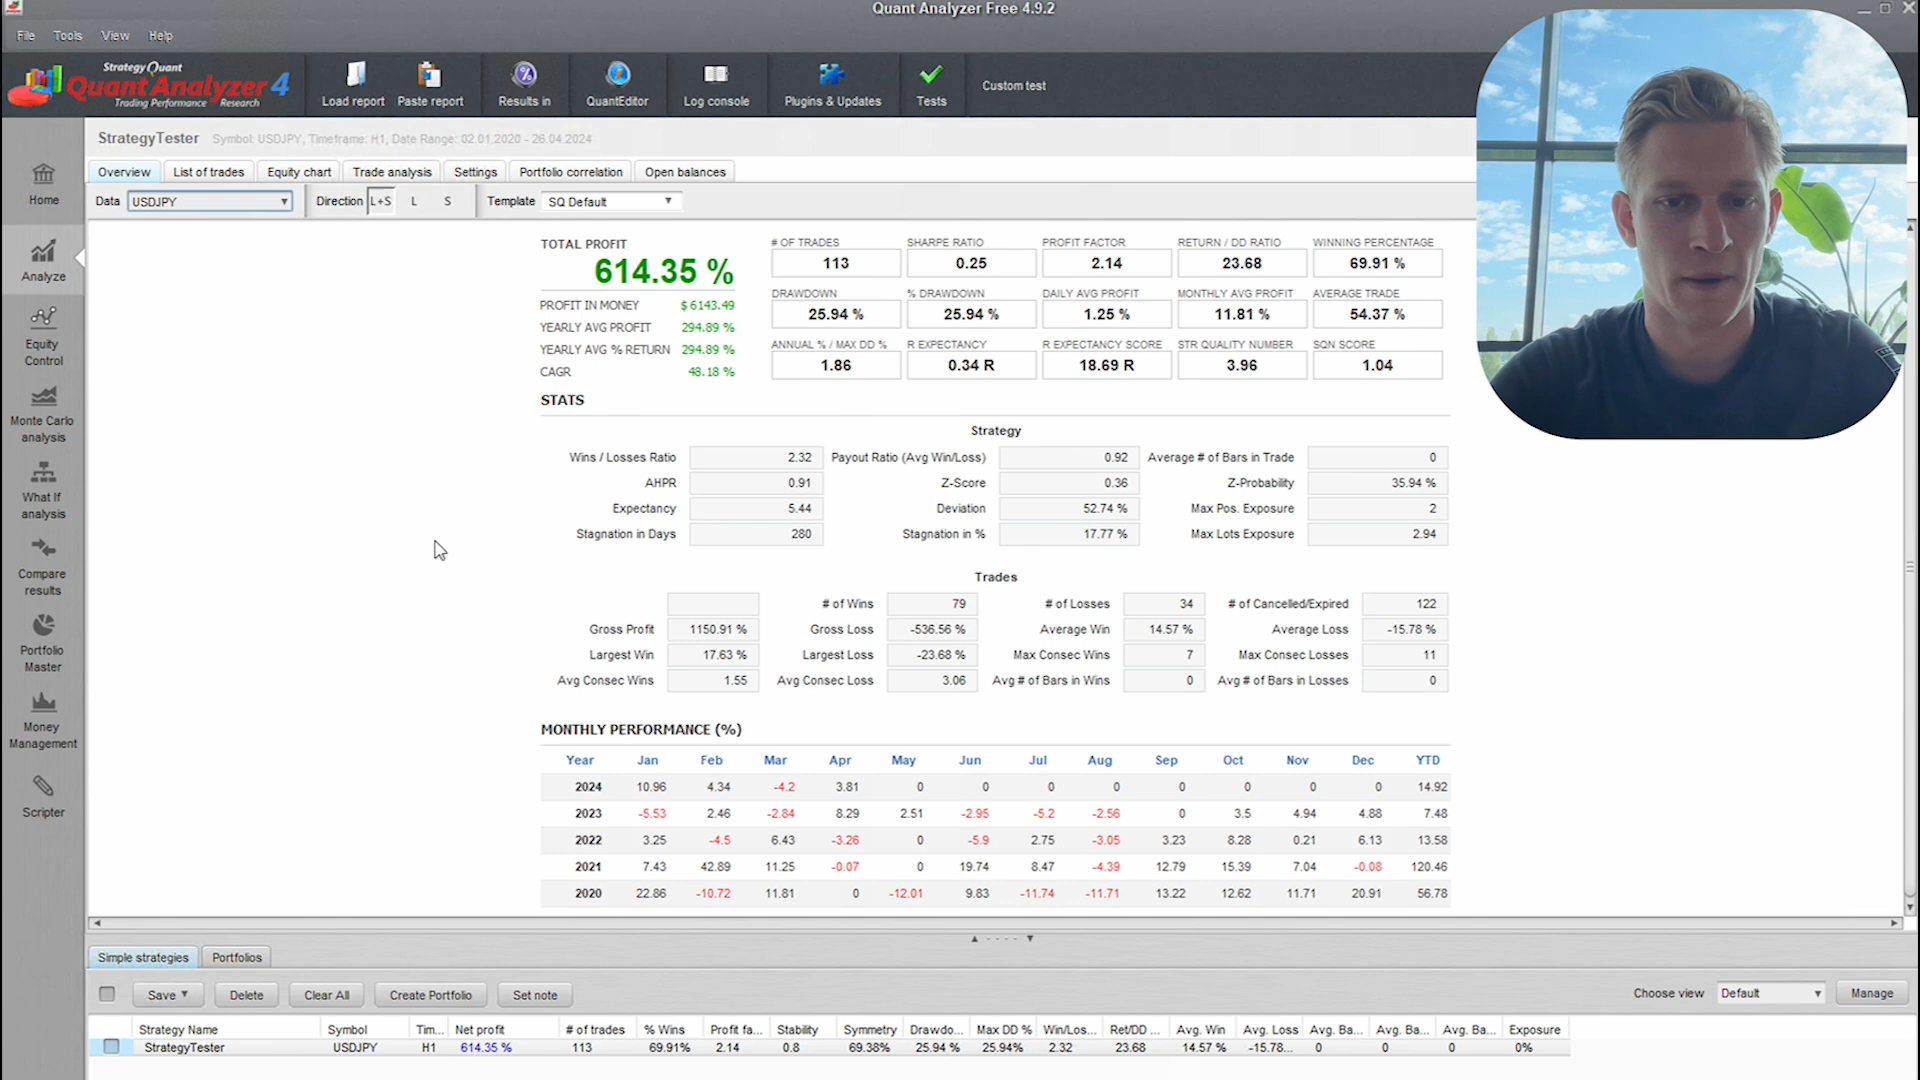 Quant Analyzer Free 4.9.2
File Tools View Help
StrategyQuant
QuantAnalyzer 4
Trading Performance Research
Load report Paste report Results in QuantEditor Log console Plugins & Updates Tests Custom test
StrategyTester Symbol: USDJPY, Timeframe: H1, Date Range: 02.01.2020 - 26.04.2024
Overview List of trades Equity chart Trade analysis Settings Portfolio correlation Open balances
Data USDJPY Direction L+S L S Template SQ Default
Home
Analyze
Equity
Control
Monte Carlo
analysis
What If
analysis
Compare
results
Portfolio
Master
Money
Management
Scripter
TOTAL PROFIT
614.35 %
PROFIT IN MONEY $ 6143.49
YEARLY AVG PROFIT 294.89 %
YEARLY AVG % RETURN 294.89 %
CAGR 48.18 %
# OF TRADES SHARPE RATIO PROFIT FACTOR RETURN / DD RATIO WINNING PERCENTAGE
113 0.25 2.14 23.68 69.91 %
DRAWDOWN % DRAWDOWN DAILY AVG PROFIT MONTHLY AVG PROFIT AVERAGE TRADE
25.94 % 25.94 % 1.25 % 11.81 % 54.37 %
ANNUAL % / MAX DD % R EXPECTANCY R EXPECTANCY SCORE STR QUALITY NUMBER SQN SCORE
1.86 0.34 R 18.69 R 3.96 1.04
STATS
Strategy
Wins / Losses Ratio 2.32 Payout Ratio (Avg Win/Loss) 0.92 Average # of Bars in Trade 0
AHPR 0.91 Z-Score 0.36 Z-Probability 35.94 %
Expectancy 5.44 Deviation 52.74 % Max Pos. Exposure 2
Stagnation in Days 280 Stagnation in % 17.77 % Max Lots Exposure 2.94
Trades
# of Wins 79 # of Losses 34 # of Cancelled/Expired 122
Gross Profit 1150.91 % Gross Loss -536.56 % Average Win 14.57 % Average Loss -15.78 %
Largest Win 17.63 % Largest Loss -23.68 % Max Consec Wins 7 Max Consec Losses 11
Avg Consec Wins 1.55 Avg Consec Loss 3.06 Avg # of Bars in Wins 0 Avg # of Bars in Losses 0
MONTHLY PERFORMANCE (%)
Year Jan Feb Mar Apr May Jun Jul Aug Sep Oct Nov Dec YTD
2024 10.96 4.34 -4.2 3.81 0 0 0 0 0 0 0 0 14.92
2023 -5.53 2.46 -2.84 8.29 2.51 -2.95 -5.2 -2.56 0 3.5 4.94 4.88 7.48
2022 3.25 -4.5 6.43 -3.26 0 -5.9 2.75 -3.05 3.23 8.28 0.21 6.13 13.58
2021 7.43 42.89 11.25 -0.07 0 19.74 8.47 -4.39 12.79 15.39 7.04 -0.08 120.46
2020 22.86 -10.72 11.81 0 -12.01 9.83 -11.74 -11.71 13.22 12.62 11.71 20.91 56.78
Simple strategies Portfolios
Save Delete Clear All Create Portfolio Set note Choose view Default Manage
Strategy Name Symbol Tim... Net profit # of trades % Wins Profit fa... Stability Symmetry Drawdo... Max DD % Win/Los... Ret/DD ... Avg. Win Avg. Loss Avg. Ba... Avg. Ba... Avg. Ba... Exposure
StrategyTester USDJPY H1 614.35 % 113 69.91% 2.14 0.8 69.38% 25.94 % 25.94% 2.32 23.68 14.57 % -15.78... 0 0 0 0%